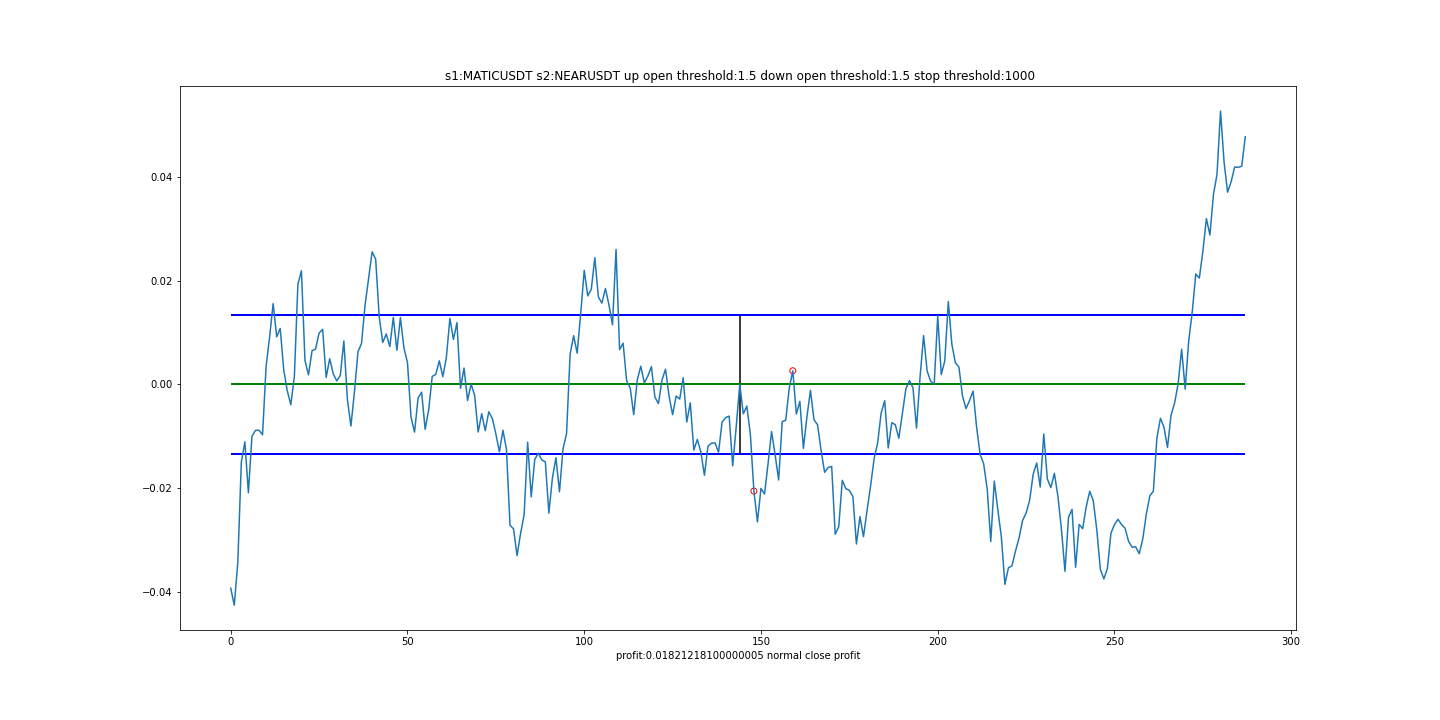 s1:MATICUSDT s2:NEARUSDT up open threshold:1.5 down open threshold:1.5 stop threshold:1000
0.04
0.02
0.00
−0.02
−0.04
0 50 100 150 200 250 300
profit:0.01821218100000005 normal close profit